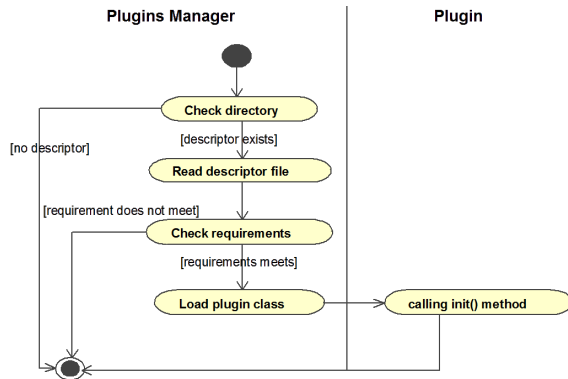 Plugins Manager
Plugin
Check directory
[descriptor exists]
[no descriptor]
Read descriptor file
[requirement does not meet]
Check requirements
[requirements meets]
Load plugin class
calling init() method